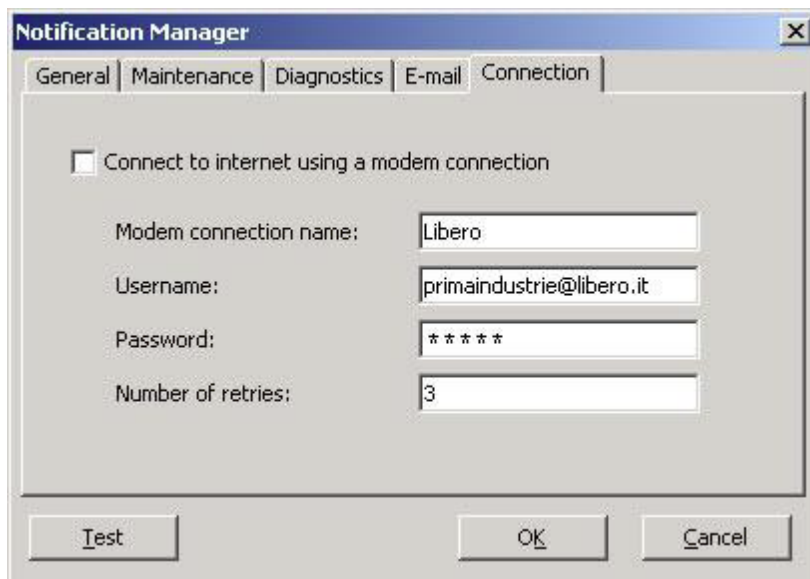 Notification Manager
General Maintenance Diagnostics E-mail Connection
Connect to internet using a modem connection
Modem connection name: Libero
Username: primaindustrie@libero.it
Password: *****
Number of retries: 3
Test OK Cancel